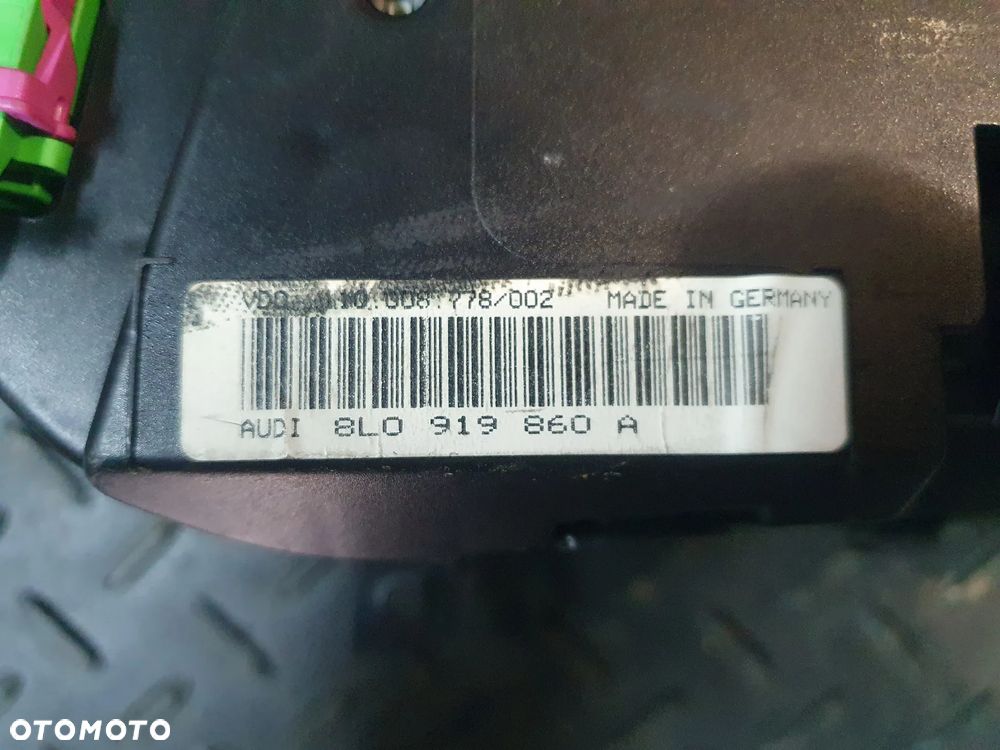 VDO 110.008.778/002 MADE IN GERMANY
AUDI 8L0 919 860 A
OTOMOTO